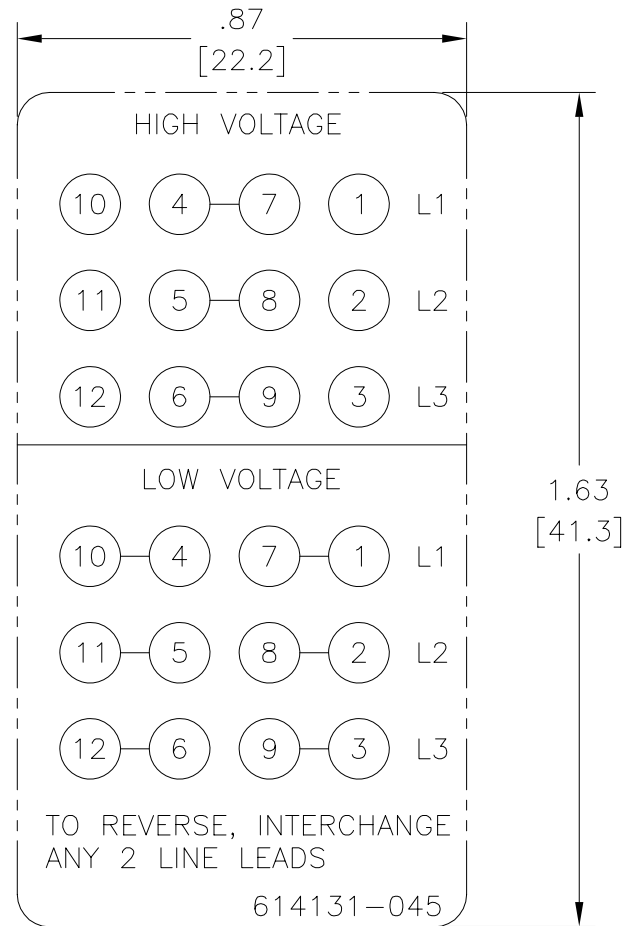 .87
[22.2]
HIGH VOLTAGE
10 4 7 1 L1
11 5 8 2 L2
12 6 9 3 L3
LOW VOLTAGE
1.63
[41.3]
10 4 7 1 L1
11 5 8 2 L2
12 6 9 3 L3
TO REVERSE, INTERCHANGE
ANY 2 LINE LEADS
614131-045